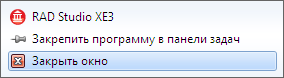 RAD Studio XE3
Закрепить программу в панели задач
Закрыть окно